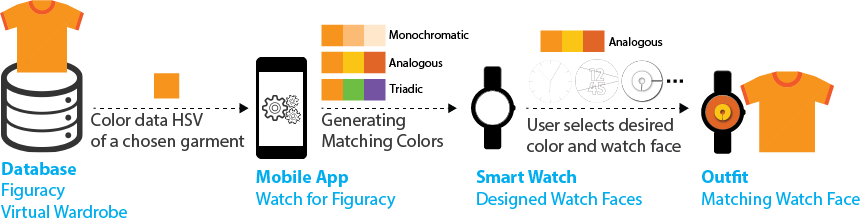 Monochromatic
Analogous
Triadic
Analogous
Color data HSV
of a chosen garment
Generating
Matching Colors
User selects desired
color and watch face
Database
Figuracy
Virtual Wardrobe
Mobile App
Watch for Figuracy
Smart Watch
Designed Watch Faces
Outfit
Matching Watch Face
12
45